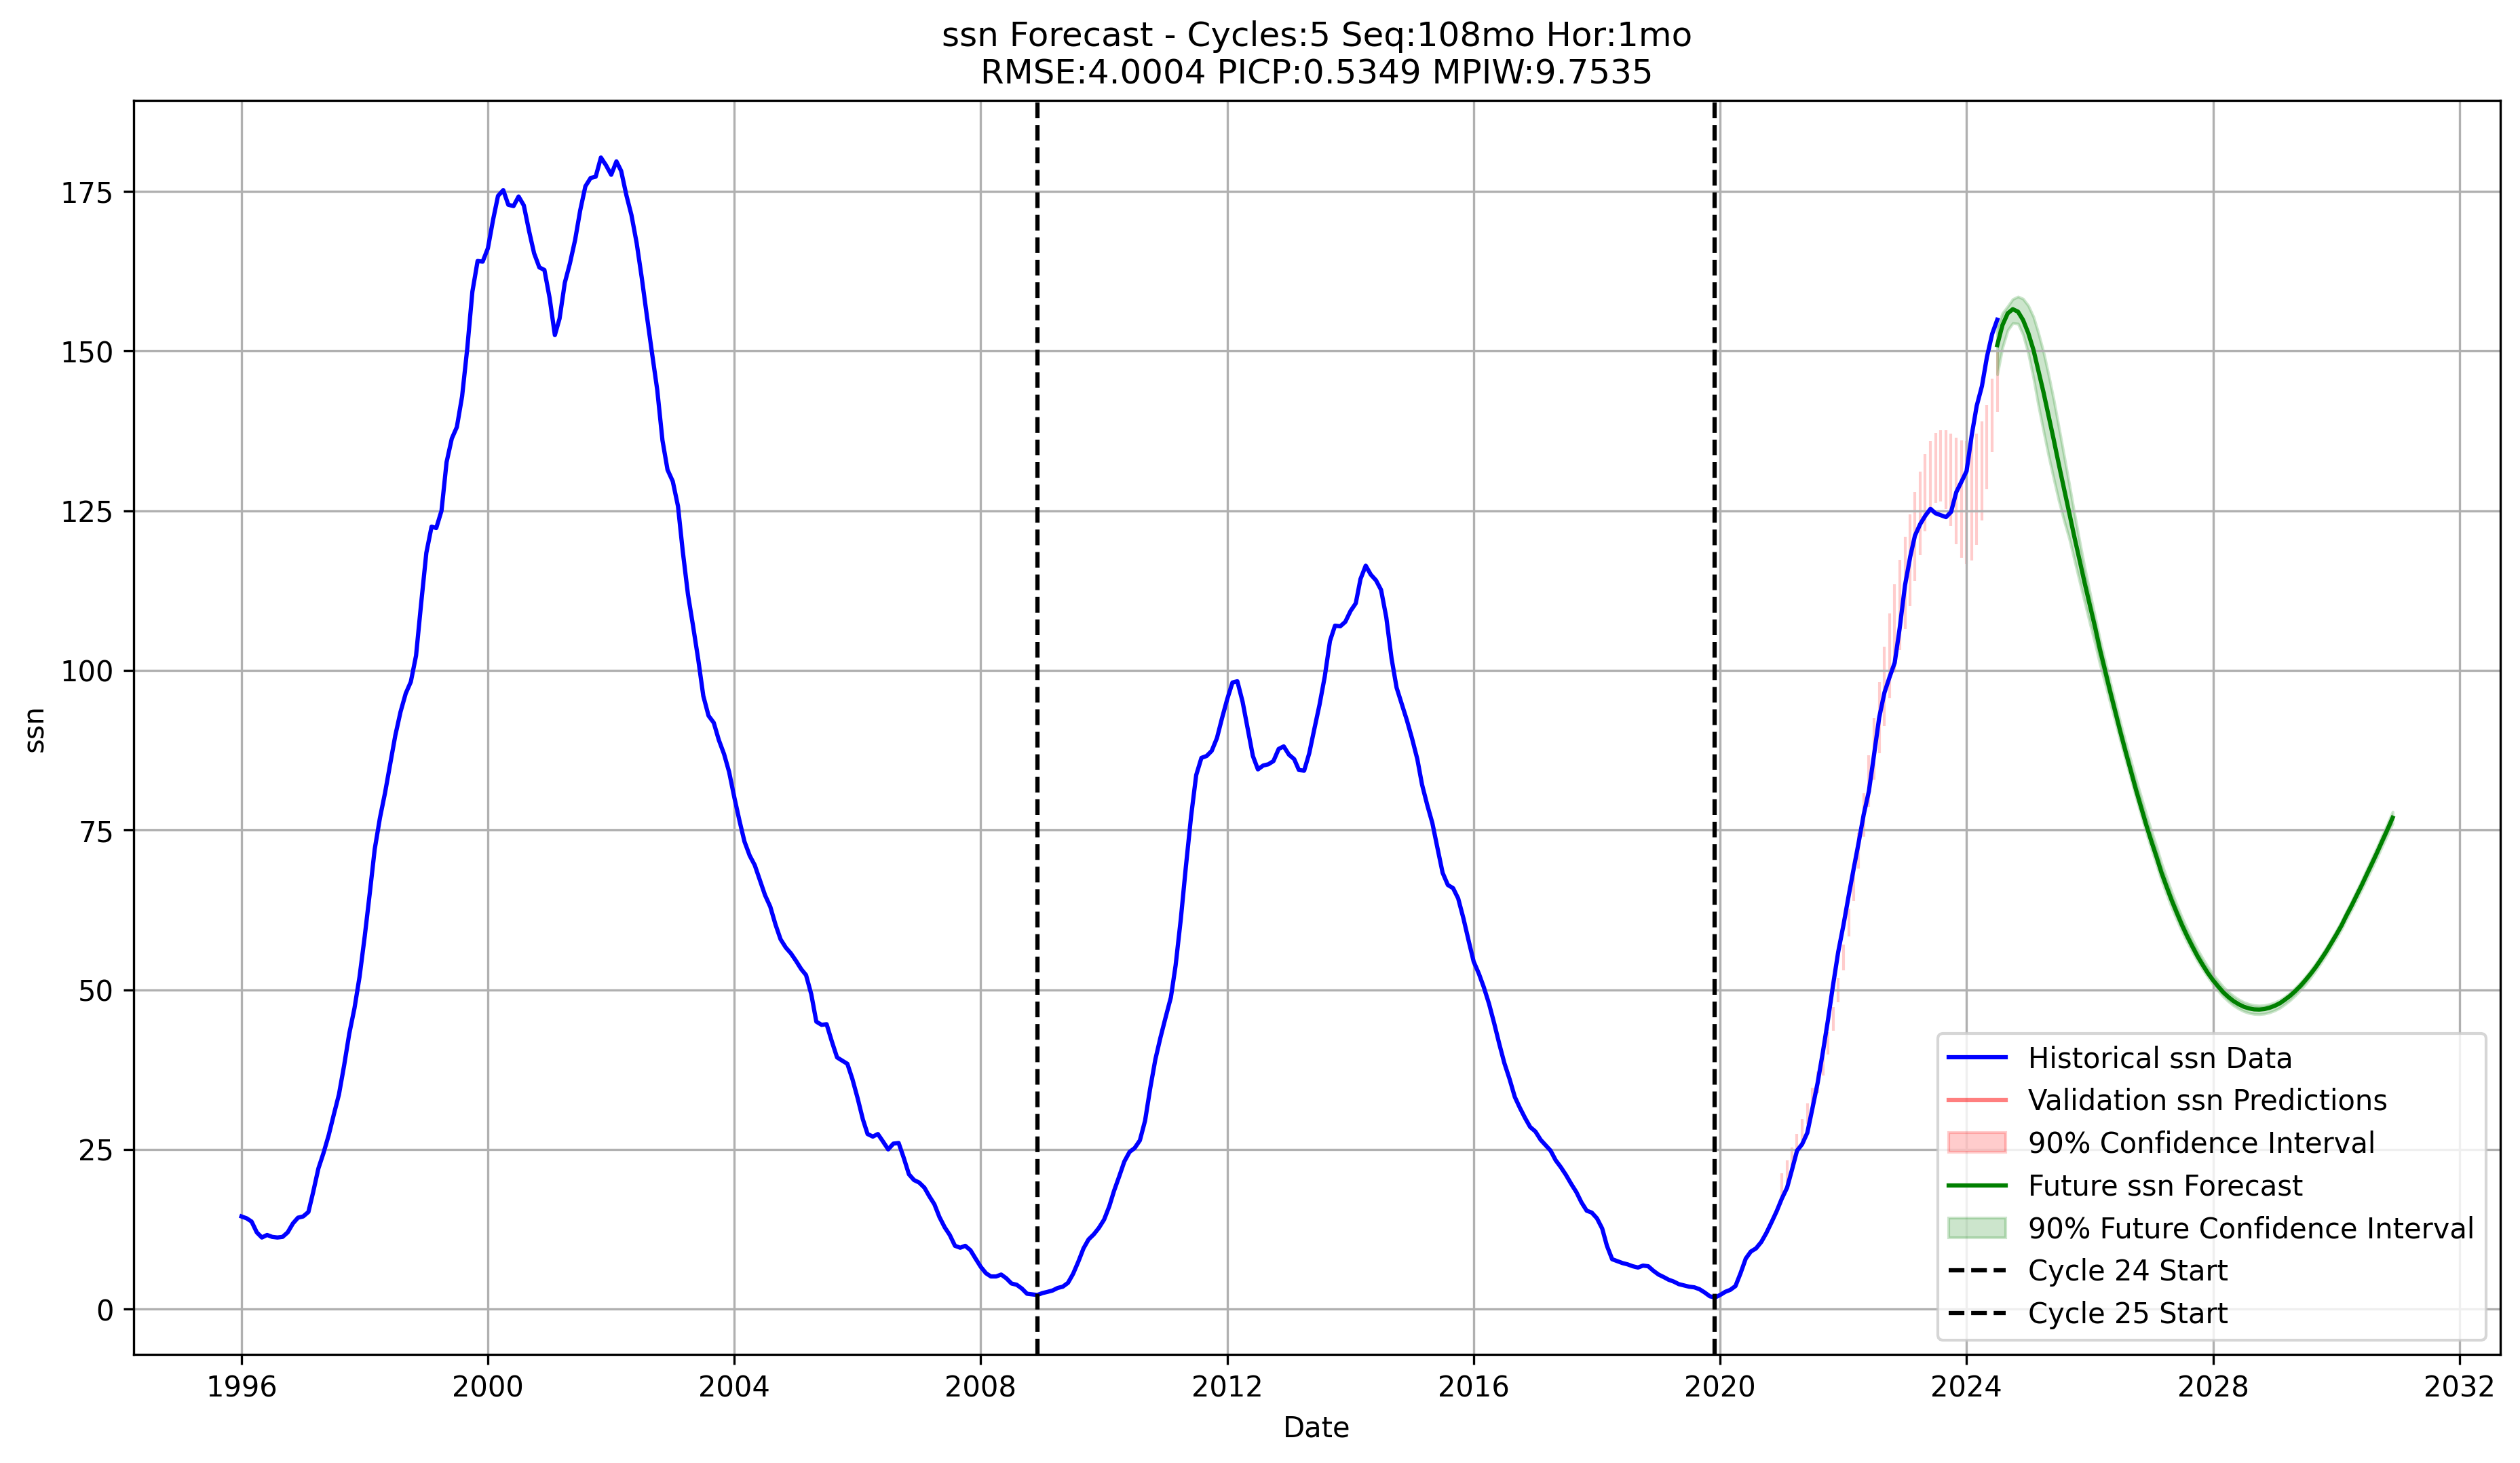 ssn Forecast - Cycles:5 Seq:108mo Hor:1mo
RMSE:4.0004 PICP:0.5349 MPIW:9.7535
175
150
125
100
75
50
25
0
ssn
1996 2000 2004 2008 2012 2016 2020 2024 2028 2032
Date
Historical ssn Data
Validation ssn Predictions
90% Confidence Interval
Future ssn Forecast
90% Future Confidence Interval
Cycle 24 Start
Cycle 25 Start